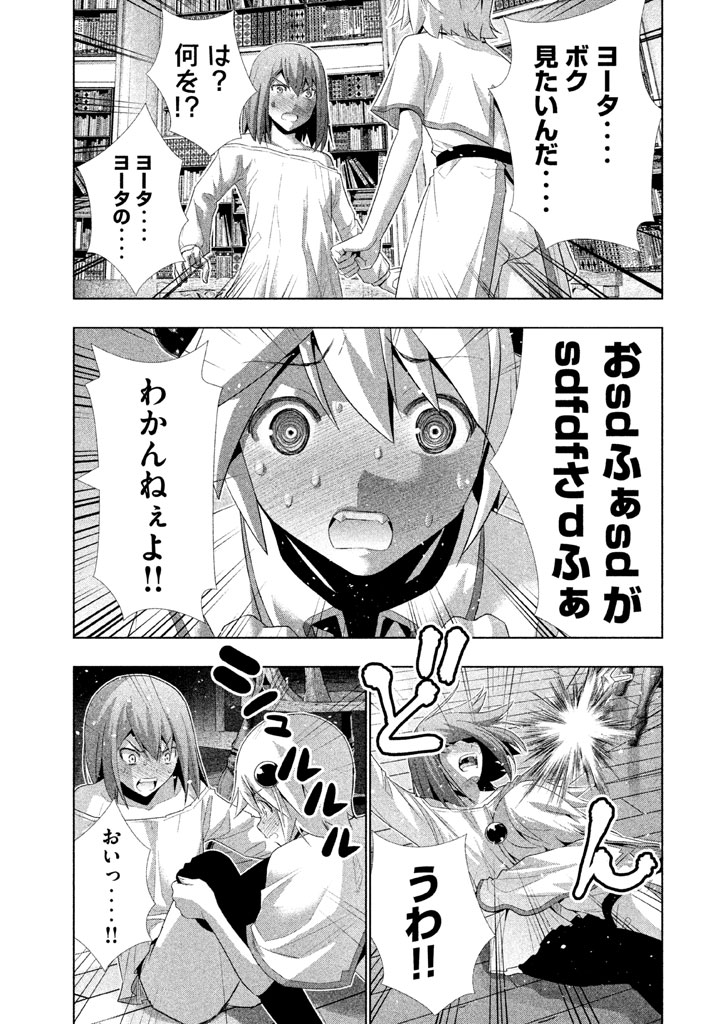 ヨータ‥‥
ボク
見たいんだ‥‥
は?
何を!?
ヨータ‥‥
ヨータの‥‥
おsdふぁsdが
sdfdfさdふぁ
わかんねぇよ!!
ドん
うわ!!
シュルルル
おいっ‥‥!!